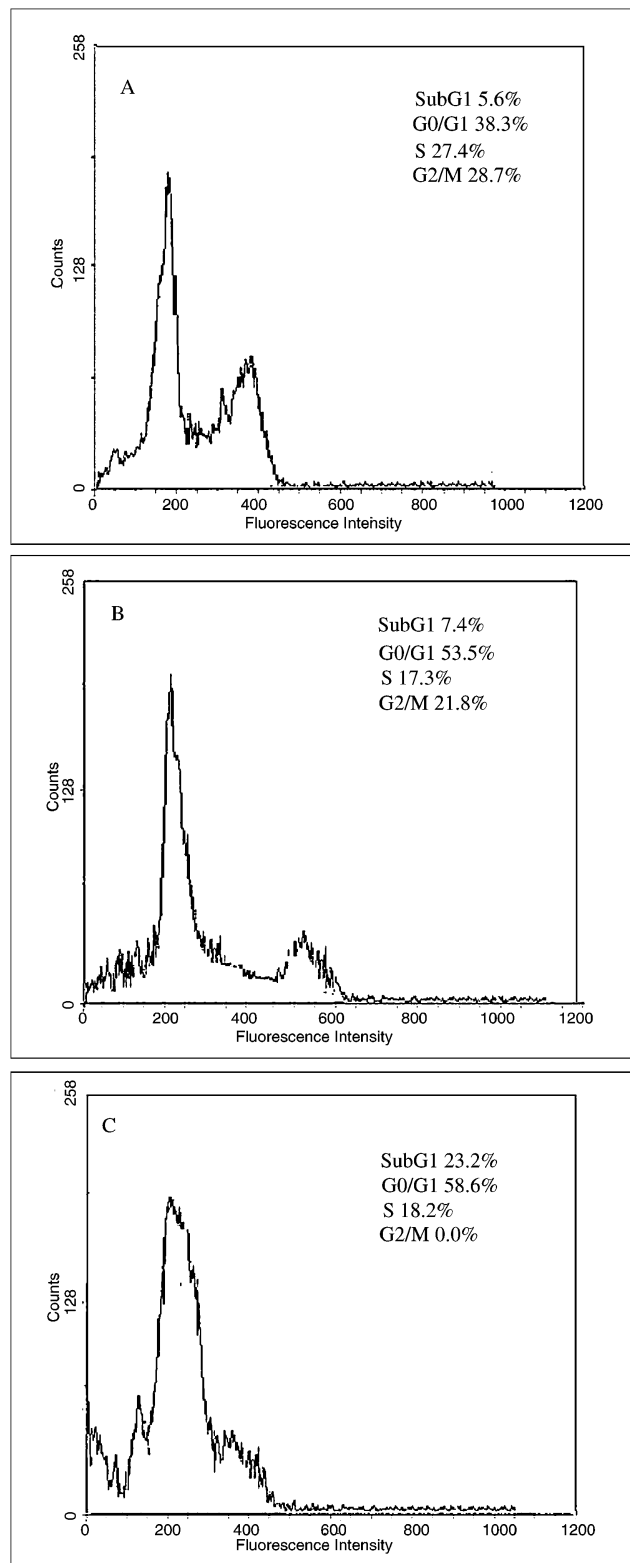 258
A
SubG1 5.6%
G0/G1 38.3%
S 27.4%
G2/M 28.7%
128
Counts
0
0 200 400 600 800 1000 1200
Fluorescence Intehsity
258
B
SubG1 7.4%
G0/G1 53.5%
S 17.3%
G2/M 21.8%
128
Counts
0
0 200 400 600 800 1000 1200
Fluorescence Intehsity
258
C
SubG1 23.2%
G0/G1 58.6%
S 18.2%
G2/M 0.0%
128
Counts
0
0 200 400 600 800 1000 1200
Fluorescence Intehsity